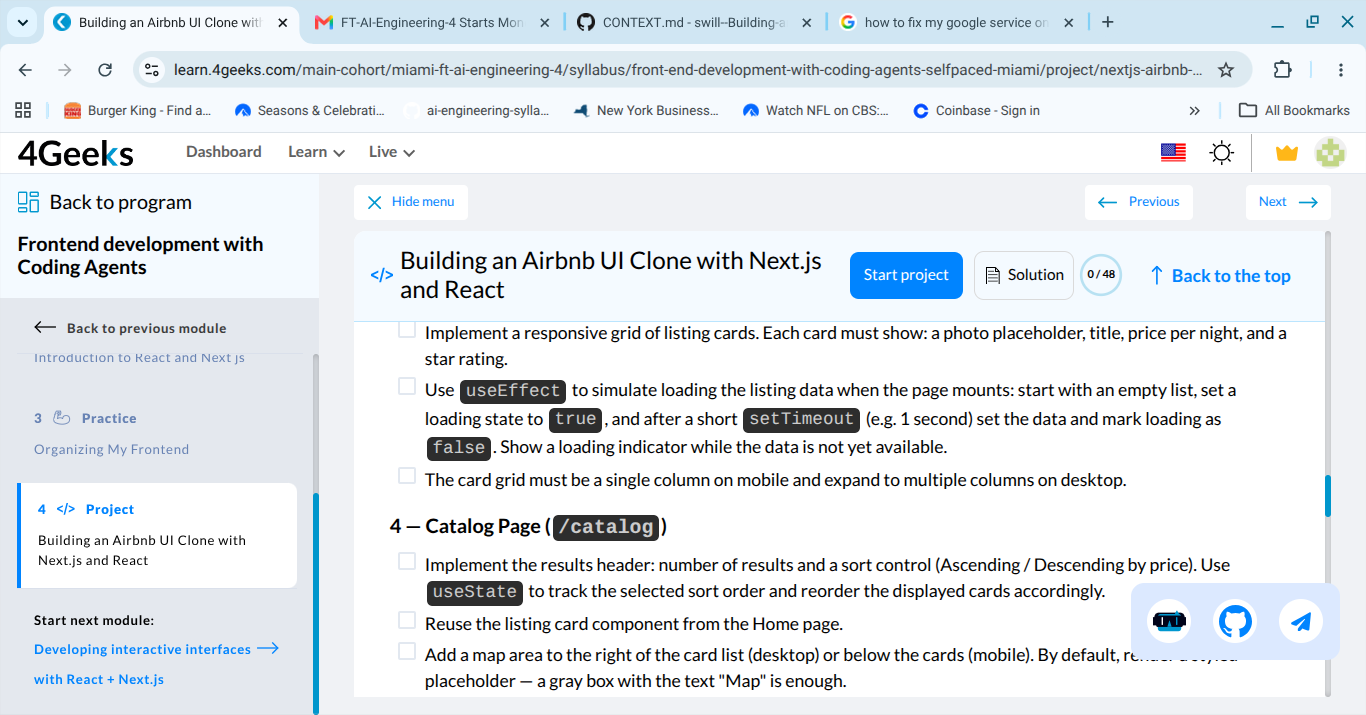 Building an Airbnb UI Clone with
FT-AI-Engineering-4 Starts Mon
CONTEXT.md - swill--Building-a
how to fix my google service on
learn.4geeks.com/main-cohort/miami-ft-ai-engineering-4/syllabus/front-end-development-with-coding-agents-selfpaced-miami/project/nextjs-airbnb-...
Burger King - Find a...
Seasons & Celebrati...
ai-engineering-sylla...
New York Business...
Watch NFL on CBS:...
Coinbase - Sign in
All Bookmarks
4Geeks
Dashboard
Learn
Live
Back to program
Frontend development with
Coding Agents
Back to previous module
Introduction to React and Next js
3 Practice
Organizing My Frontend
4 </> Project
Building an Airbnb UI Clone with
Next.js and React
Start next module:
Developing interactive interfaces
with React + Next.js
Hide menu
Previous
Next
</> Building an Airbnb UI Clone with Next.js
and React
Start project
Solution
0 / 48
Back to the top
Implement a responsive grid of listing cards. Each card must show: a photo placeholder, title, price per night, and a
star rating.
Use useEffect to simulate loading the listing data when the page mounts: start with an empty list, set a
loading state to true, and after a short setTimeout (e.g. 1 second) set the data and mark loading as
false. Show a loading indicator while the data is not yet available.
The card grid must be a single column on mobile and expand to multiple columns on desktop.
4 — Catalog Page (/catalog)
Implement the results header: number of results and a sort control (Ascending / Descending by price). Use
useState to track the selected sort order and reorder the displayed cards accordingly.
Reuse the listing card component from the Home page.
Add a map area to the right of the card list (desktop) or below the cards (mobile). By default,
placeholder — a gray box with the text "Map" is enough.